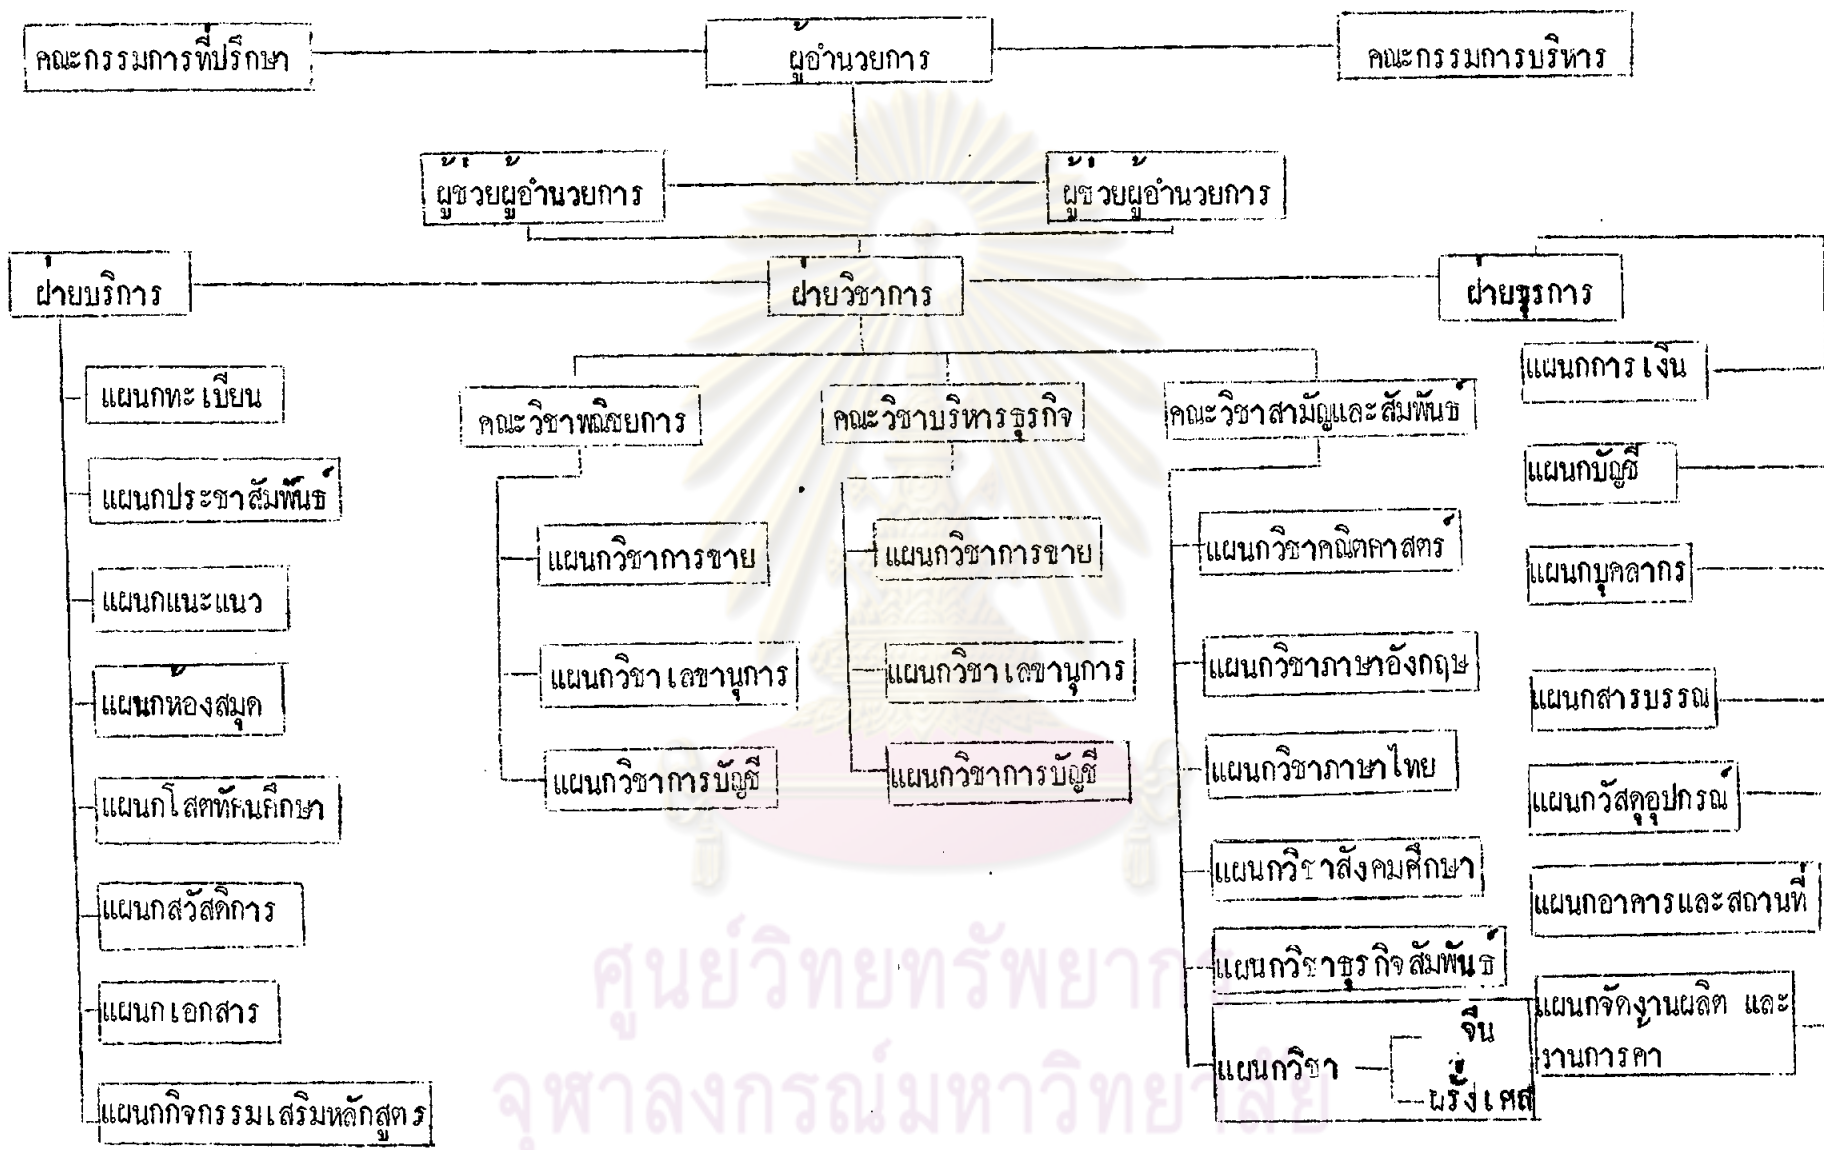 คณะกรรมการที่ปรึกษา
ผู้อำนวยการ
คณะกรรมการบริหาร
ผู้ช่วยผู้อำนวยการ
ผู้ช่วยผู้อำนวยการ
ฝ่ายบริการ
ฝ่ายวิชาการ
ฝ่ายธุรการ
แผนกทะเบียน
แผนกประชาสัมพันธ์
แผนกแนะแนว
แผนกห้องสมุด
แผนกโสตทัศนศึกษา
แผนกสวัสดิการ
แผนกเอกสาร
แผนกกิจกรรมเสริมหลักสูตร
คณะวิชาพณิชยการ
แผนกวิชาการขาย
แผนกวิชาเลขานุการ
แผนกวิชาการบัญชี
คณะวิชาบริหารธุรกิจ
แผนกวิชาการขาย
แผนกวิชาเลขานุการ
แผนกวิชาการบัญชี
คณะวิชาสามัญและสัมพันธ์
แผนกวิชาคณิตศาสตร์
แผนกวิชาภาษาอังกฤษ
แผนกวิชาภาษาไทย
แผนกวิชาสังคมศึกษา
แผนกวิชาธุรกิจสัมพันธ์
แผนกวิชา
จีน
ฝรั่งเศส
แผนกการเงิน
แผนกบัญชี
แผนกบุคลากร
แผนกสารบรรณ
แผนกวัสดุอุปกรณ์
แผนกอาคารและสถานที่
แผนกจัดงานผลิต และ
งานการค้า
ศูนย์วิทยทรัพยากร
จุฬาลงกรณ์มหาวิทยาลัย